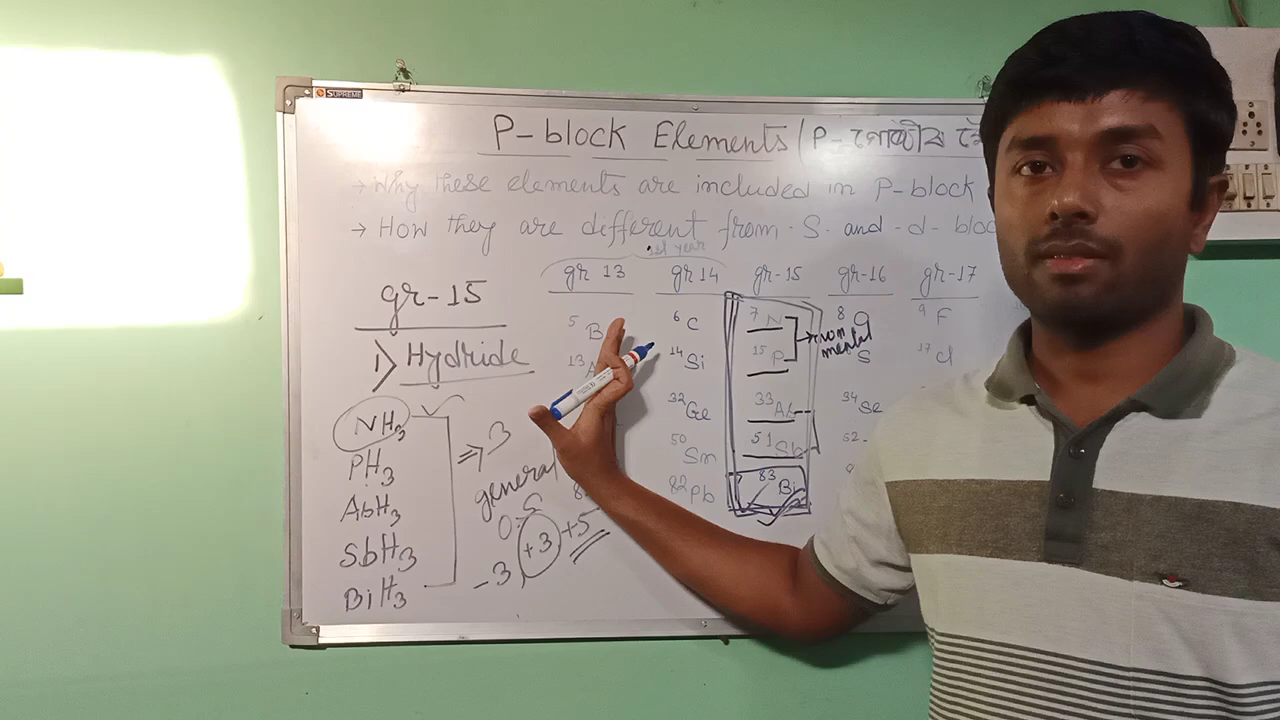 SUPREME
P-block Elements (P-গোষ্ঠীৰ মৌ
→ Why these elements are included in P-block
→ How they are different from S- and -d- bloc
1st year
gr 13 gr 14 gr-15 gr-16 gr-17
gr-15
1) Hydride
5 B 6 C 7 N 8 O 9 F
non mental
13 A 14 Si 15 P S 17 Cl
32 Ge 33 As 34 Se
50 Sn 51 Sb 52
82 Pb 83 Bi
NH3
PH3
AsH3
SbH3
BiH3
⇒ 3
general
O.S
-3 +3 +5